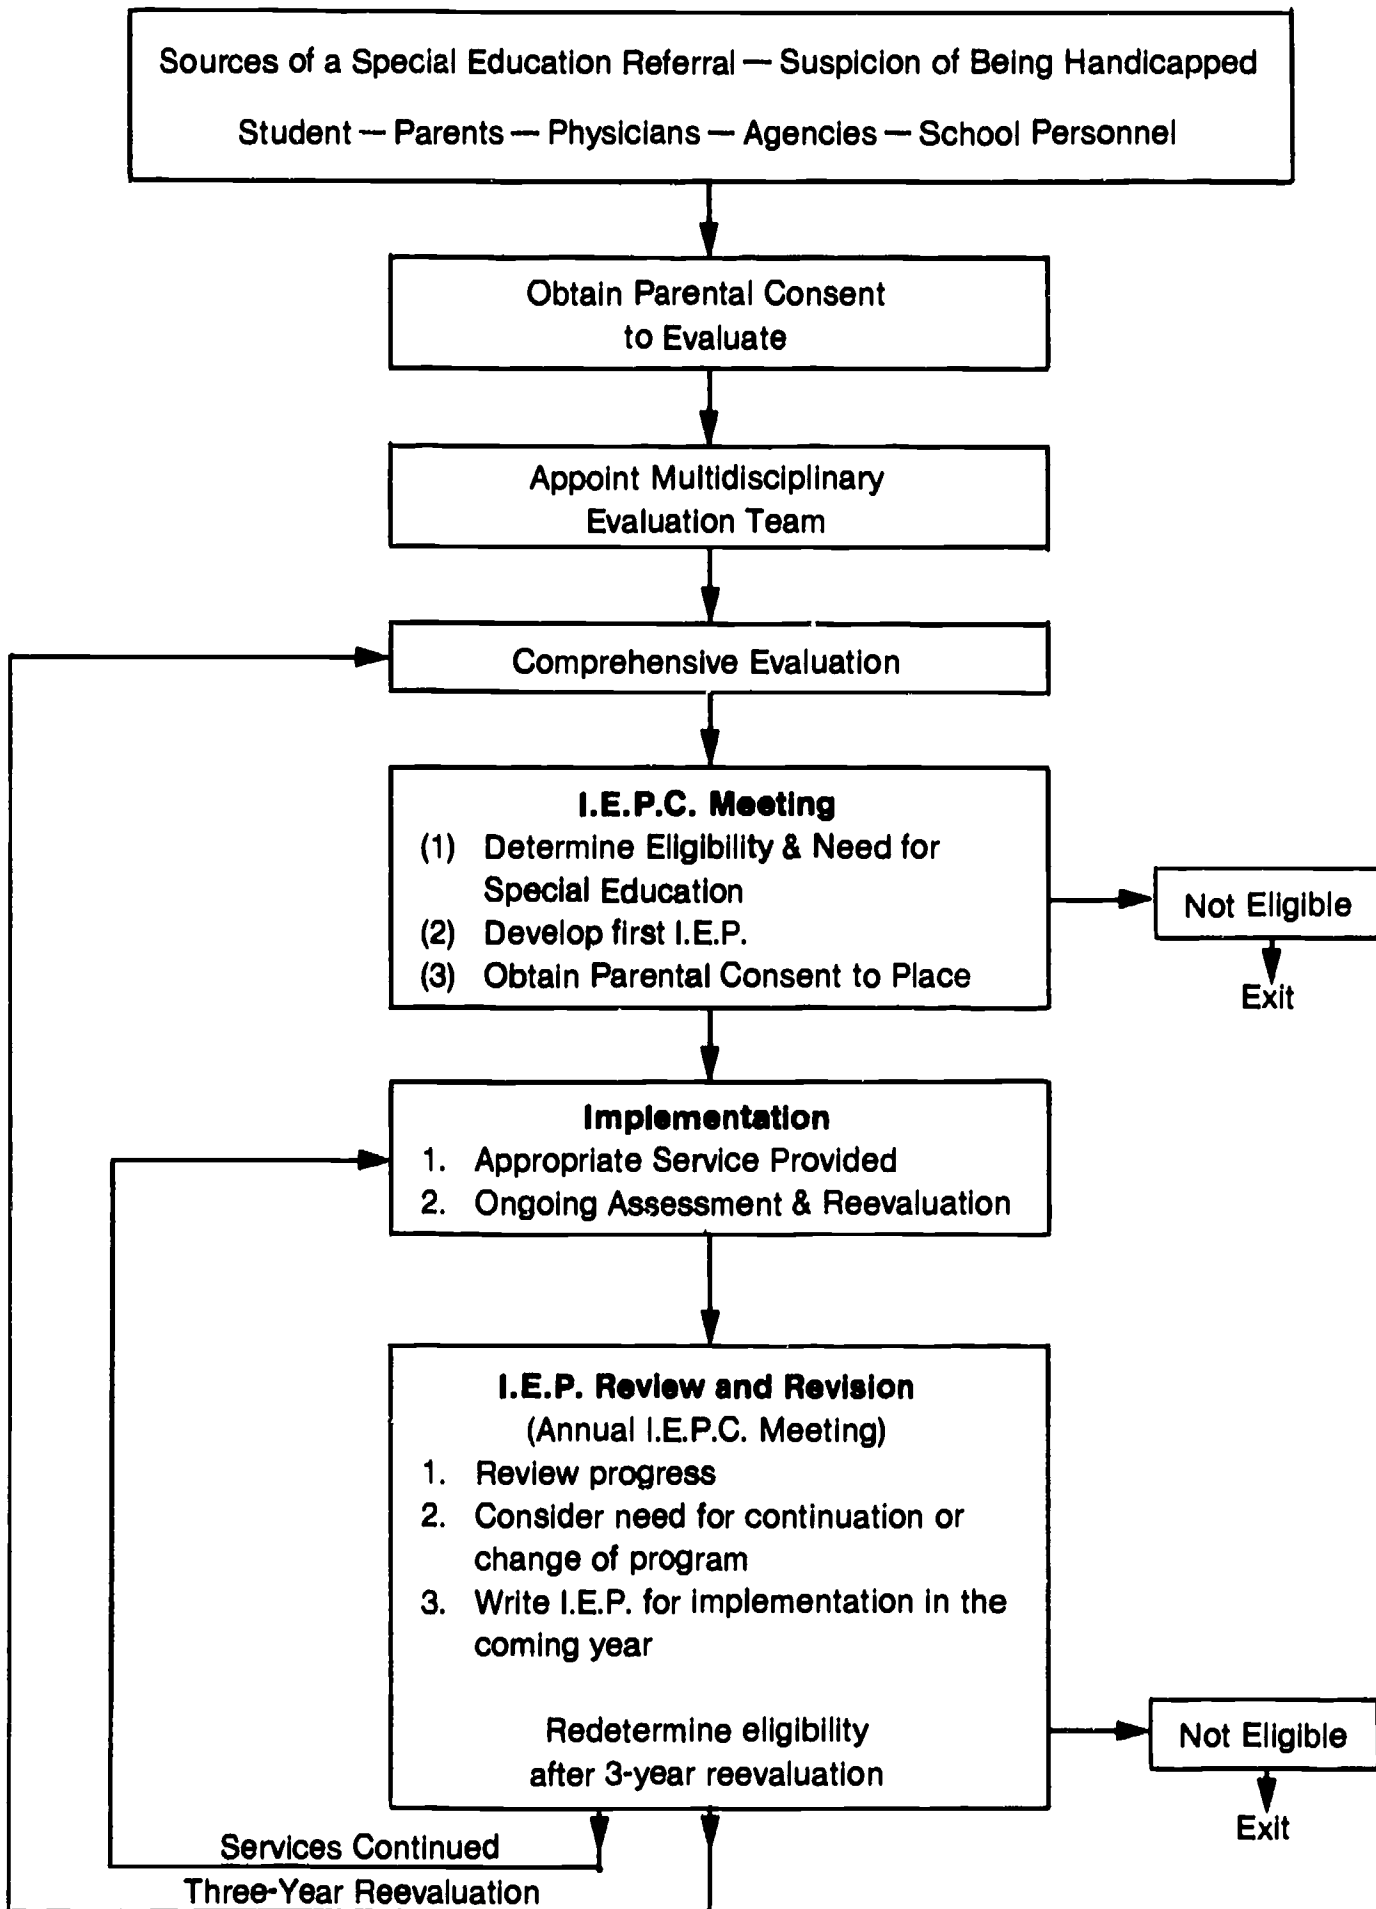 Sources of a Special Education Referral — Suspicion of Being Handicapped
Student — Parents — Physicians — Agencies — School Personnel
Obtain Parental Consent
to Evaluate
Appoint Multidisciplinary
Evaluation Team
Comprehensive Evaluation
I.E.P.C. Meeting
(1) Determine Eligibility & Need for
Special Education
(2) Develop first I.E.P.
(3) Obtain Parental Consent to Place
Not Eligible
Exit
Implementation
1. Appropriate Service Provided
2. Ongoing Assessment & Reevaluation
I.E.P. Review and Revision
(Annual I.E.P.C. Meeting)
1. Review progress
2. Consider need for continuation or
change of program
3. Write I.E.P. for implementation in the
coming year
Redetermine eligibility
after 3-year reevaluation
Not Eligible
Exit
Services Continued
Three-Year Reevaluation